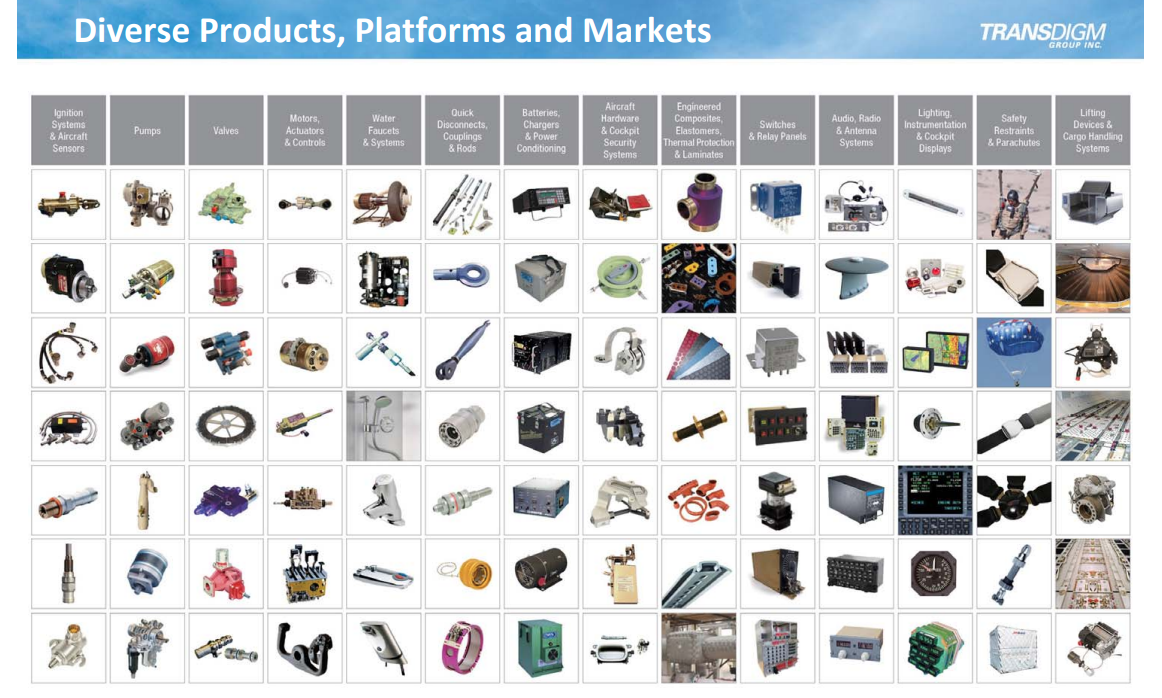 Diverse Products, Platforms and Markets
TRANSDIGM
GROUP INC.
Ignition
Systems
& Aircraft
Sensors
Pumps
Valves
Motors,
Actuators
& Controls
Water
Faucets
& Systems
Quick
Disconnects,
Couplings
& Rods
Batteries,
Chargers
& Power
Conditioning
Aircraft
Hardware
& Cockpit
Security
Systems
Engineered
Composites,
Elastomers,
Thermal Protection
& Laminates
Switches
& Relay Panels
Audio, Radio
& Antenna
Systems
Lighting,
Instrumentation
& Cockpit
Displays
Safety
Restraints
& Parachutes
Lifting
Devices &
Cargo Handling
Systems